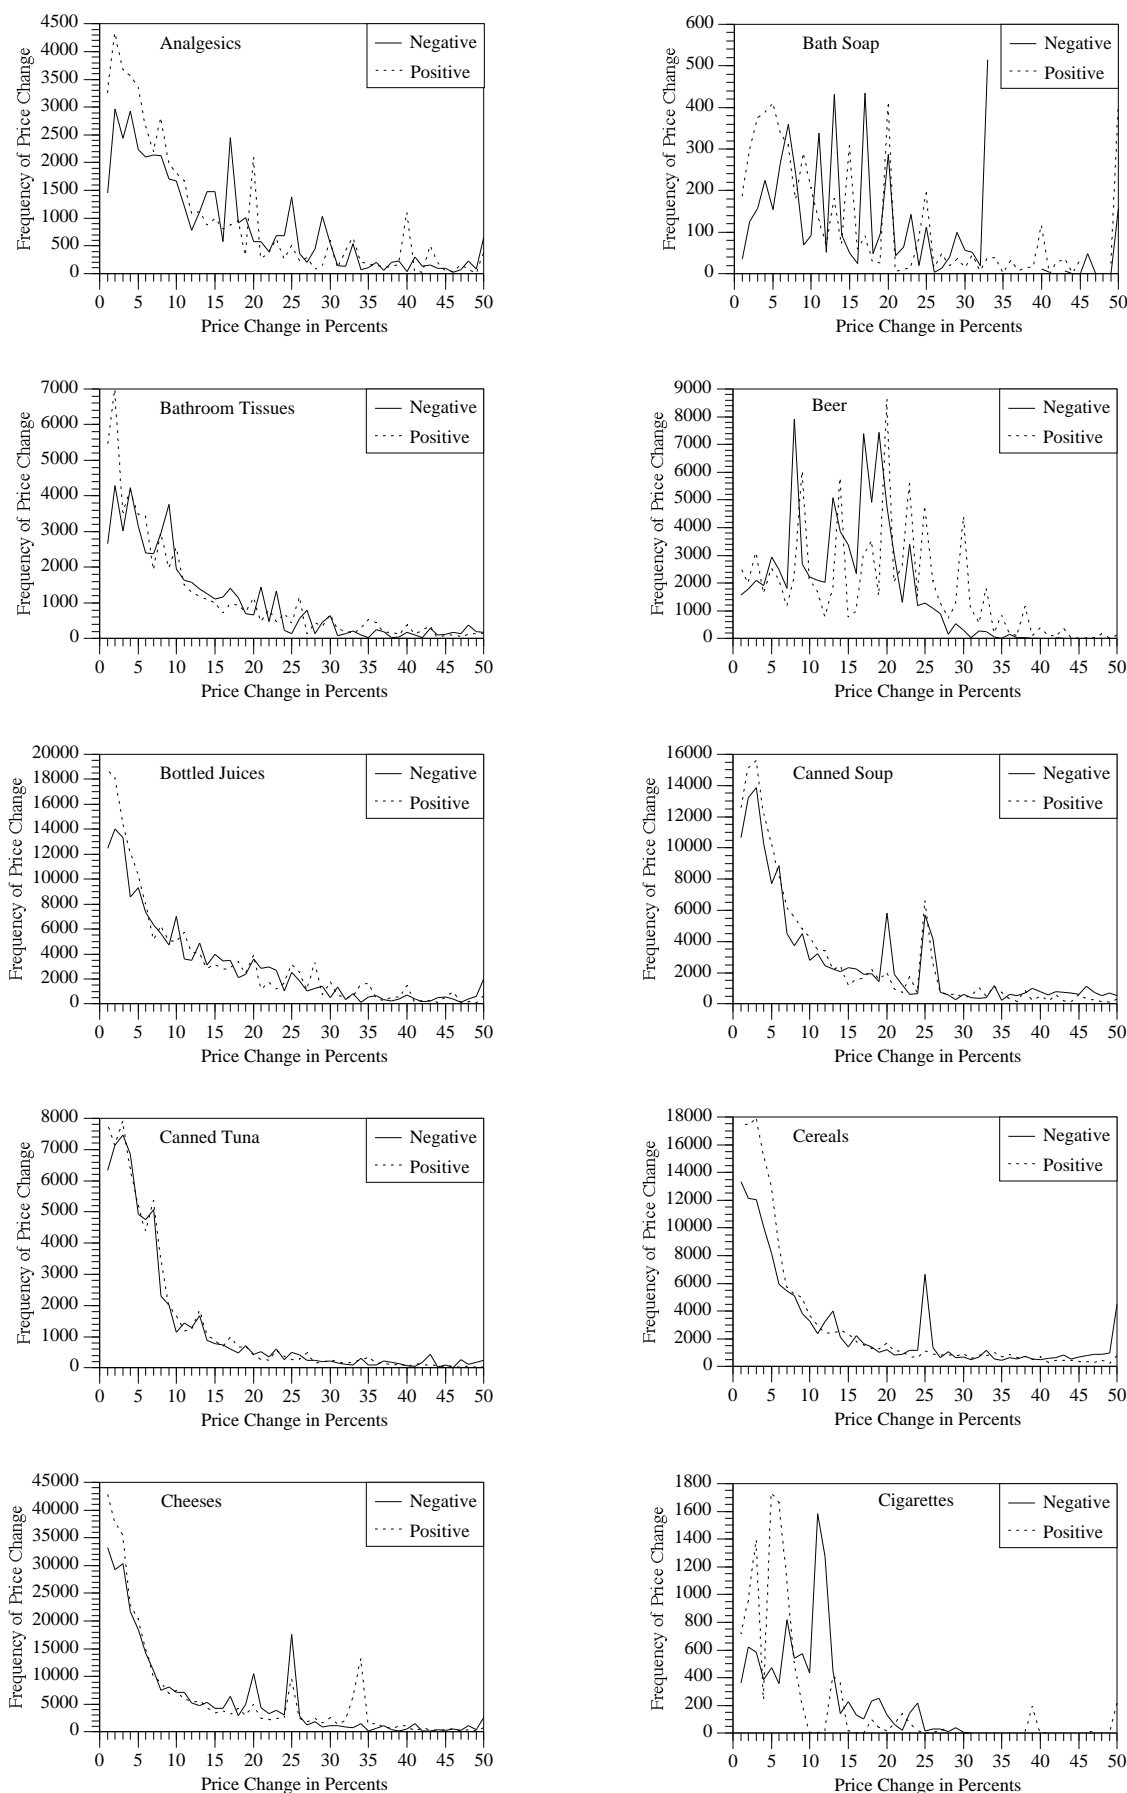 Analgesics
Negative
Positive
Frequency of Price Change
4500
4000
3500
3000
2500
2000
1500
1000
500
0
0 5 10 15 20 25 30 35 40 45 50
Price Change in Percents
Bath Soap
Negative
Positive
Frequency of Price Change
600
500
400
300
200
100
0
0 5 10 15 20 25 30 35 40 45 50
Price Change in Percents
Bathroom Tissues
Negative
Positive
Frequency of Price Change
7000
6000
5000
4000
3000
2000
1000
0
0 5 10 15 20 25 30 35 40 45 50
Price Change in Percents
Beer
Negative
Positive
Frequency of Price Change
9000
8000
7000
6000
5000
4000
3000
2000
1000
0
0 5 10 15 20 25 30 35 40 45 50
Price Change in Percents
Bottled Juices
Negative
Positive
Frequency of Price Change
20000
18000
16000
14000
12000
10000
8000
6000
4000
2000
0
0 5 10 15 20 25 30 35 40 45 50
Price Change in Percents
Canned Soup
Negative
Positive
Frequency of Price Change
16000
14000
12000
10000
8000
6000
4000
2000
0
0 5 10 15 20 25 30 35 40 45 50
Price Change in Percents
Canned Tuna
Negative
Positive
Frequency of Price Change
8000
7000
6000
5000
4000
3000
2000
1000
0
0 5 10 15 20 25 30 35 40 45 50
Price Change in Percents
Cereals
Negative
Positive
Frequency of Price Change
18000
16000
14000
12000
10000
8000
6000
4000
2000
0
0 5 10 15 20 25 30 35 40 45 50
Price Change in Percents
Cheeses
Negative
Positive
Frequency of Price Change
45000
40000
35000
30000
25000
20000
15000
10000
5000
0
0 5 10 15 20 25 30 35 40 45 50
Price Change in Percents
Cigarettes
Negative
Positive
Frequency of Price Change
1800
1600
1400
1200
1000
800
600
400
200
0
0 5 10 15 20 25 30 35 40 45 50
Price Change in Percents